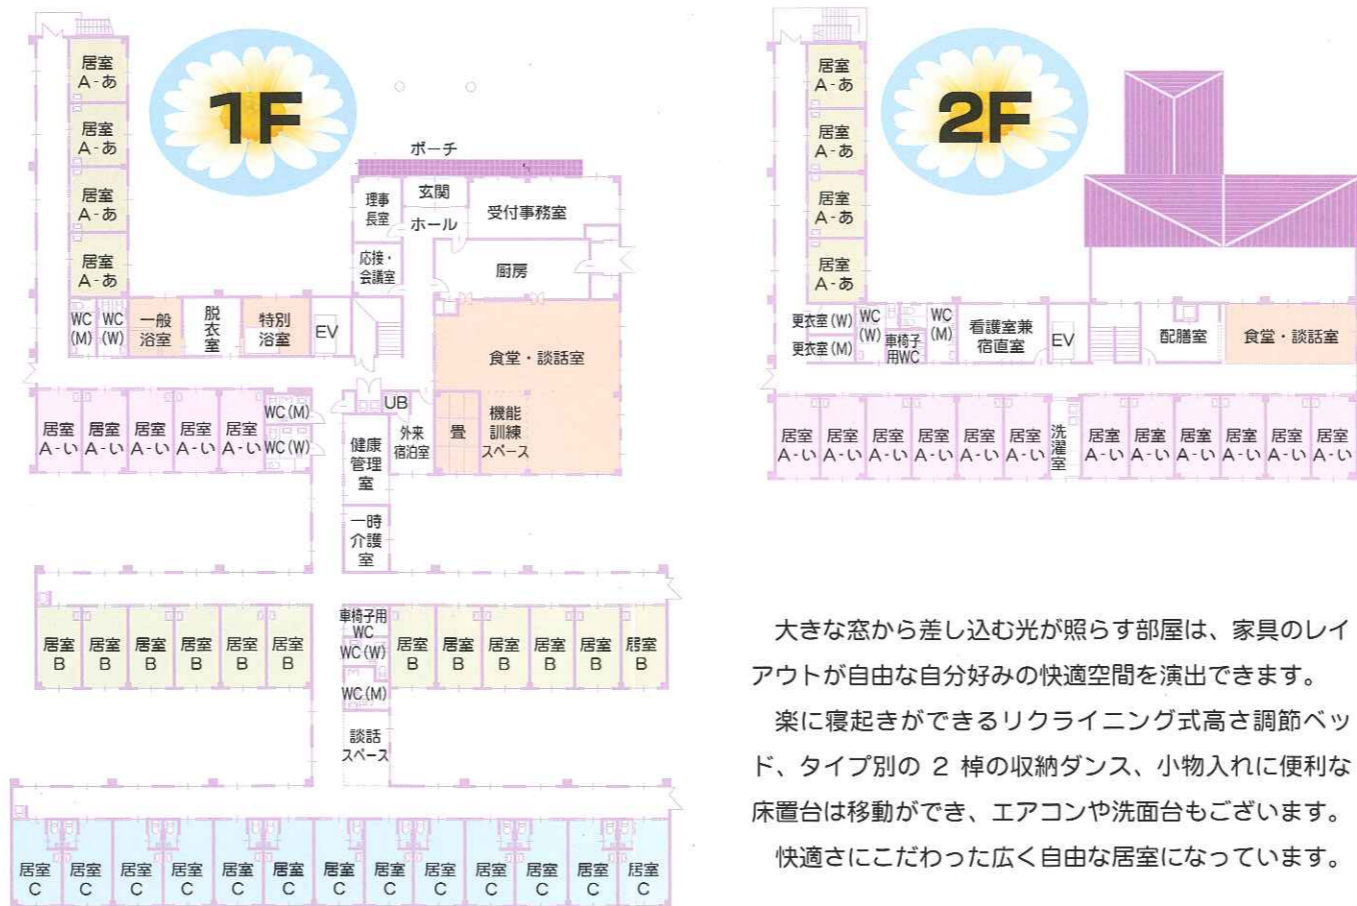 1F
居室
A-あ
居室
A-あ
居室
A-あ
居室
A-あ
ポーチ
理事
長室
玄関
ホール
受付事務室
応接・
会議室
厨房
WC
(M)
WC
(W)
一般
浴室
脱
衣
室
特別
浴室
EV
食堂・談話室
居室
A-い
居室
A-い
居室
A-い
居室
A-い
居室
A-い
WC(M)
WC(W)
UB
健康
管理
室
外来
宿泊室
畳
機能
訓練
スペース
一時
介護
室
居室
B
居室
B
居室
B
居室
B
居室
B
居室
B
車椅子用
WC
WC(W)
WC(M)
居室
B
居室
B
居室
B
居室
B
居室
B
居室
B
談話
スペース
居室
C
居室
C
居室
C
居室
C
居室
C
居室
C
居室
C
居室
C
居室
C
居室
C
居室
C
居室
C
居室
C
2F
居室
A-あ
居室
A-あ
居室
A-あ
居室
A-あ
更衣室(W)
更衣室(M)
WC
(W)
車椅子
用WC
WC
(M)
看護室兼
宿直室
EV
配膳室
食堂・談話室
居室
A-い
居室
A-い
居室
A-い
居室
A-い
居室
A-い
居室
A-い
洗
濯
室
居室
A-い
居室
A-い
居室
A-い
居室
A-い
居室
A-い
居室
A-い
大きな窓から差し込む光が照らす部屋は、家具のレイ
アウトが自由な自分好みの快適空間を演出できます。
楽に寝起きができるリクライニング式高さ調節ベッ
ド、タイプ別の 2 棹の収納ダンス、小物入れに便利な
床置台は移動ができ、エアコンや洗面台もございます。
快適さにこだわった広く自由な居室になっています。